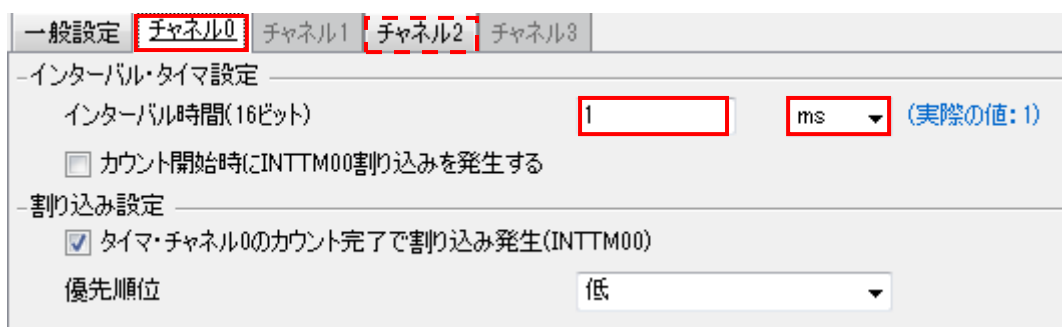 一般設定 チャネル0 チャネル1 チャネル2 チャネル3
インターバル・タイマ設定
インターバル時間(16ビット) 1 ms (実際の値: 1)
カウント開始時にINTTM00割り込みを発生する
割り込み設定
タイマ・チャネル0のカウント完了で割り込み発生(INTTM00)
優先順位 低